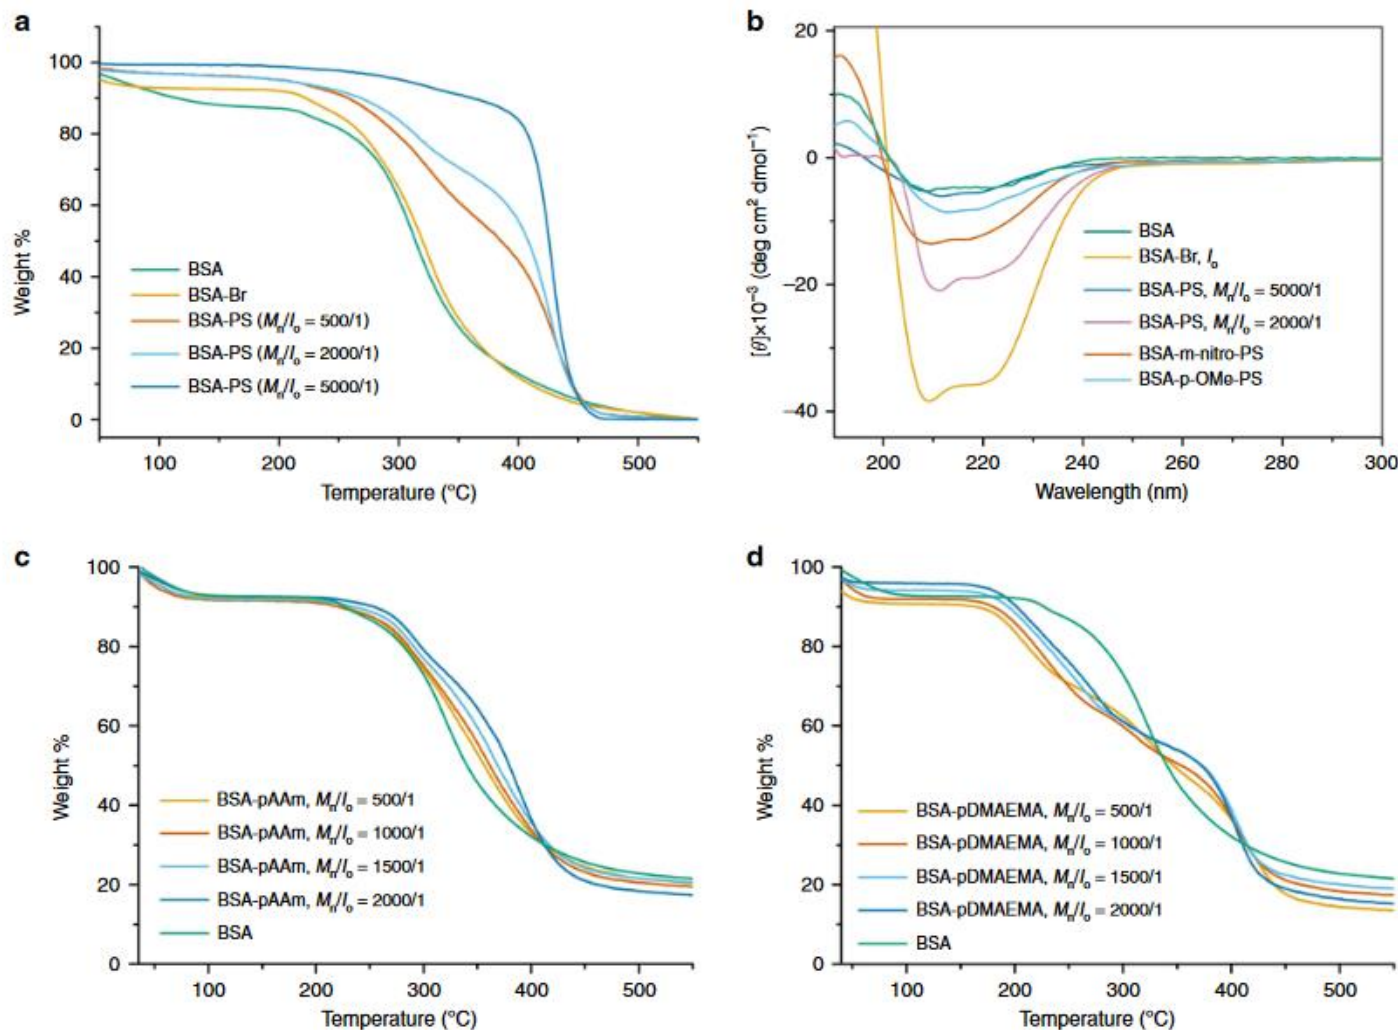 a
100
80
60
40
20
0
Weight %
BSA
BSA-Br
BSA-PS (Mn/Io = 500/1)
BSA-PS (Mn/Io = 2000/1)
BSA-PS (Mn/Io = 5000/1)
100 200 300 400 500
Temperature (°C)
b
20
0
−20
−40
[θ]×10−3 (deg cm2 dmol−1)
BSA
BSA-Br, Io
BSA-PS, Mn/Io = 5000/1
BSA-PS, Mn/Io = 2000/1
BSA-m-nitro-PS
BSA-p-OMe-PS
200 220 240 260 280 300
Wavelength (nm)
c
100
80
60
40
20
0
Weight %
BSA-pAAm, Mn/Io = 500/1
BSA-pAAm, Mn/Io = 1000/1
BSA-pAAm, Mn/Io = 1500/1
BSA-pAAm, Mn/Io = 2000/1
BSA
100 200 300 400 500
Temperature (°C)
d
100
80
60
40
20
0
Weight %
BSA-pDMAEMA, Mn/Io = 500/1
BSA-pDMAEMA, Mn/Io = 1000/1
BSA-pDMAEMA, Mn/Io = 1500/1
BSA-pDMAEMA, Mn/Io = 2000/1
BSA
100 200 300 400 500
Temperature (°C)